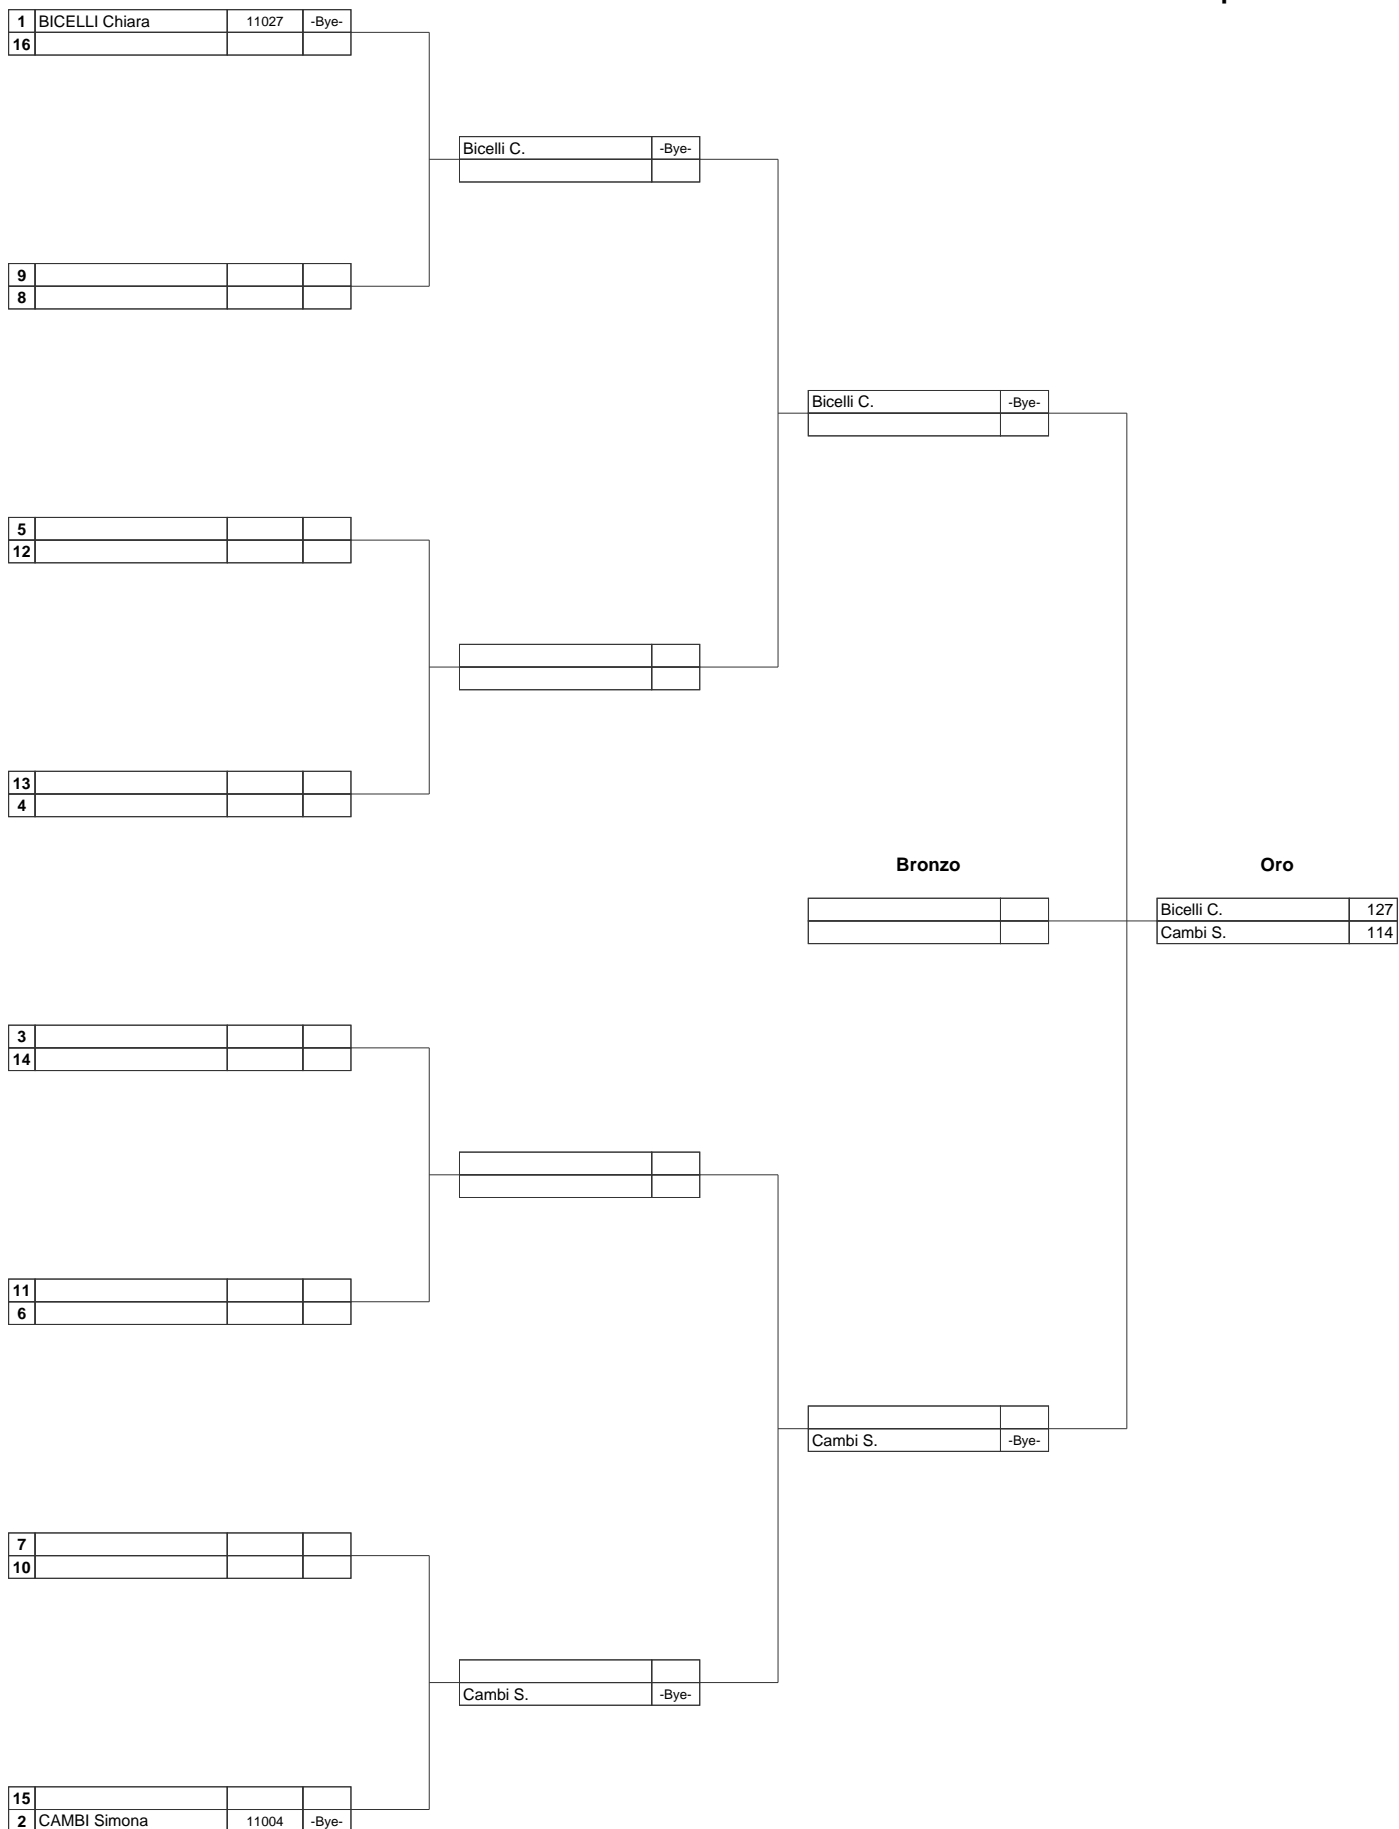 1 BICELLI Chiara 11027 -Bye-
16
Bicelli C. -Bye-
9
8
Bicelli C. -Bye-
5
12
13
4
Bronzo Oro
Bicelli C. 127
Cambi S. 114
3
14
11
6
Cambi S. -Bye-
7
10
Cambi S. -Bye-
15
2 CAMBI Simona 11004 -Bye-